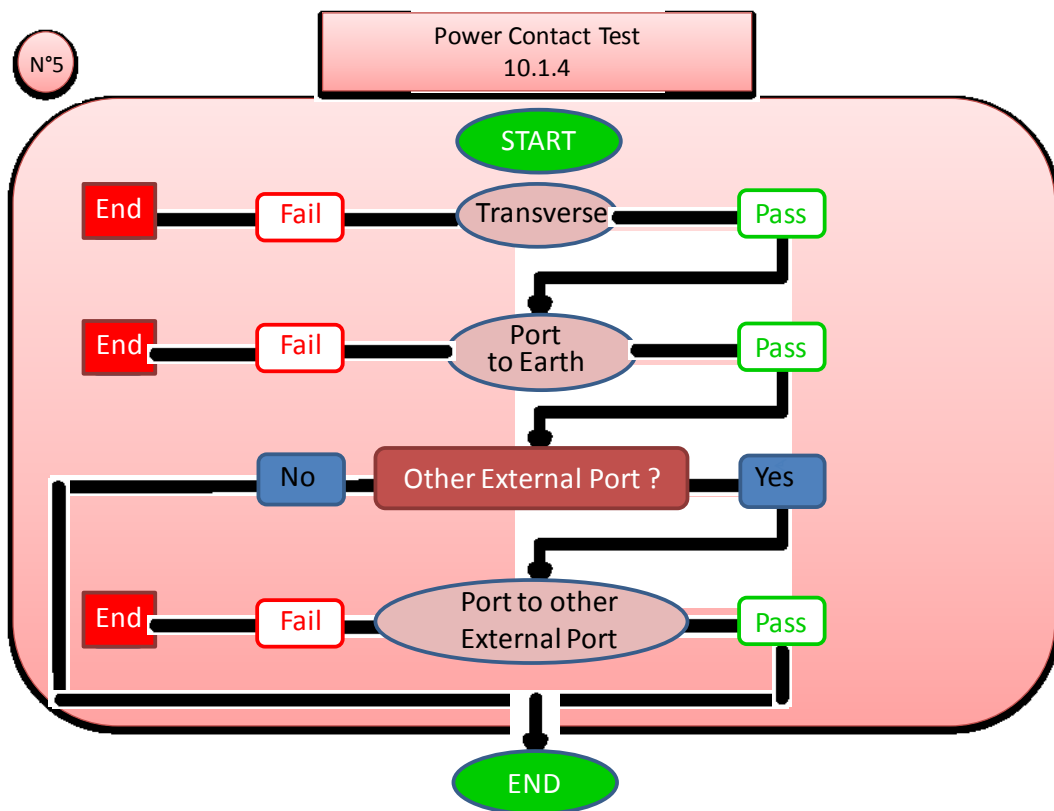 Power Contact Test
10.1.4
N°5
START
End
Fail
Transverse
Pass
End
Fail
Port
to Earth
Pass
No
Other External Port ?
Yes
End
Fail
Port to other
External Port
Pass
END